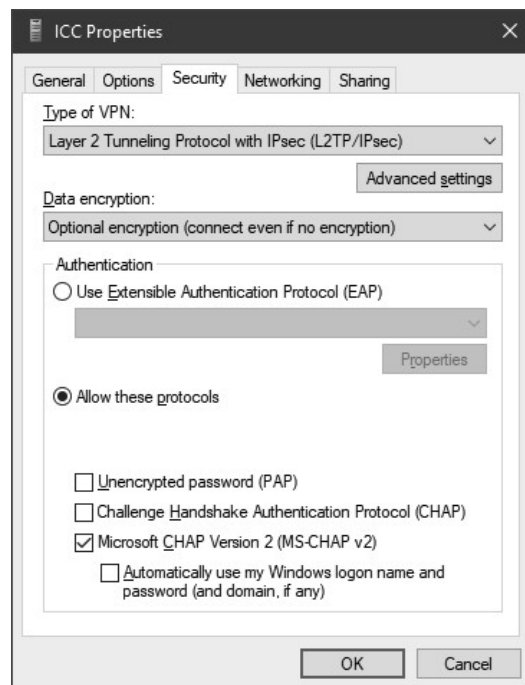 ICC Properties
General Options Security Networking Sharing
Type of VPN:
Layer 2 Tunneling Protocol with IPsec (L2TP/IPsec)
Advanced settings
Data encryption:
Optional encryption (connect even if no encryption)
Authentication
Use Extensible Authentication Protocol (EAP)
Properties
Allow these protocols
Unencrypted password (PAP)
Challenge Handshake Authentication Protocol (CHAP)
Microsoft CHAP Version 2 (MS-CHAP v2)
Automatically use my Windows logon name and
password (and domain, if any)
OK Cancel